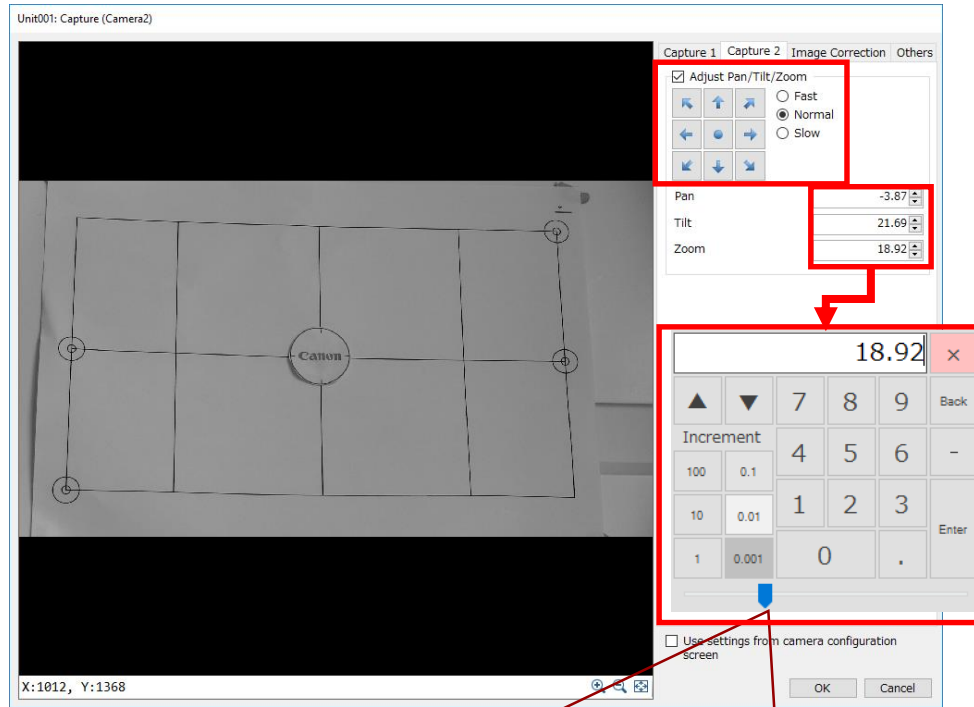 Unit001: Capture (Camera2)
Capture 1 Capture 2 Image Correction Others
Adjust Pan/Tilt/Zoom
Fast
Normal
Slow
Pan -3.87
Tilt 21.69
Zoom 18.92
Canon
18.92 ×
7 8 9 Back
Increment
4 5 6 -
100 0.1
1 2 3
10 0.01
Enter
1 0.001 0 .
Use settings from camera configuration
screen
X:1012, Y:1368
OK Cancel